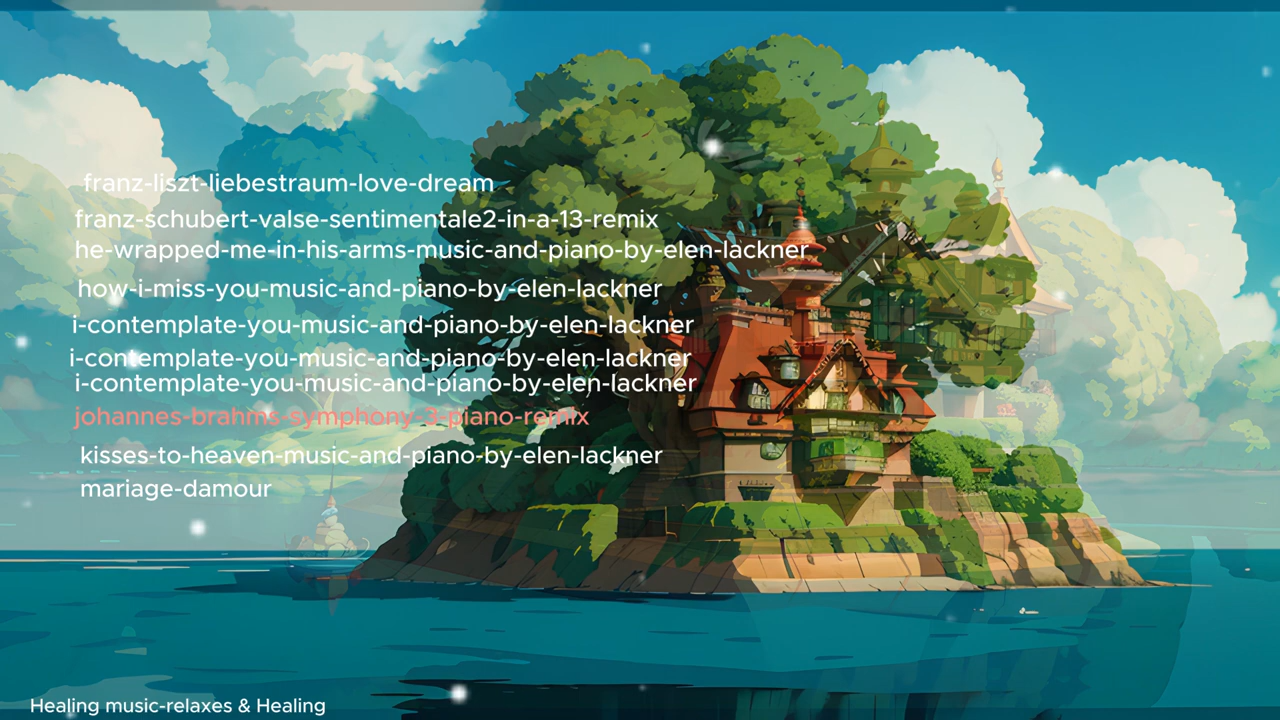 franz-liszt-liebestraum-love-dream
franz-schubert-valse-sentimentale2-in-a-13-remix
he-wrapped-me-in-his-arms-music-and-piano-by-elen-lackner
how-i-miss-you-music-and-piano-by-elen-lackner
i-contemplate-you-music-and-piano-by-elen-lackner
i-contemplate-you-music-and-piano-by-elen-lackner
i-contemplate-you-music-and-piano-by-elen-lackner
johannes-brahms-symphony-3-piano-remix
kisses-to-heaven-music-and-piano-by-elen-lackner
mariage-damour
Healing music-relaxes & Healing